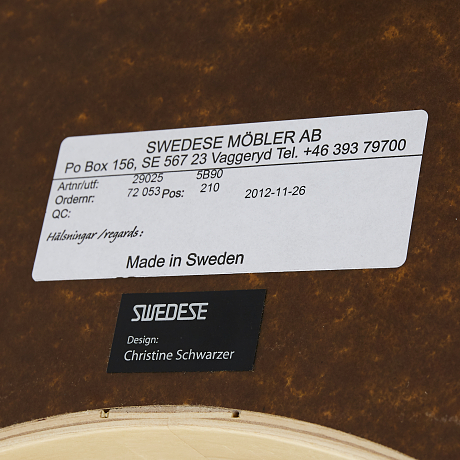 SWEDESE MÖBLER AB
Po Box 156, SE 567 23 Vaggeryd Tel. +46 393 79700
Artnr/utf: 29025 5B90
Ordernr: 72 053 Pos: 210 2012-11-26
QC:
Hälsningar / regards:
Made in Sweden
SWEDESE
Design:
Christine Schwarzer